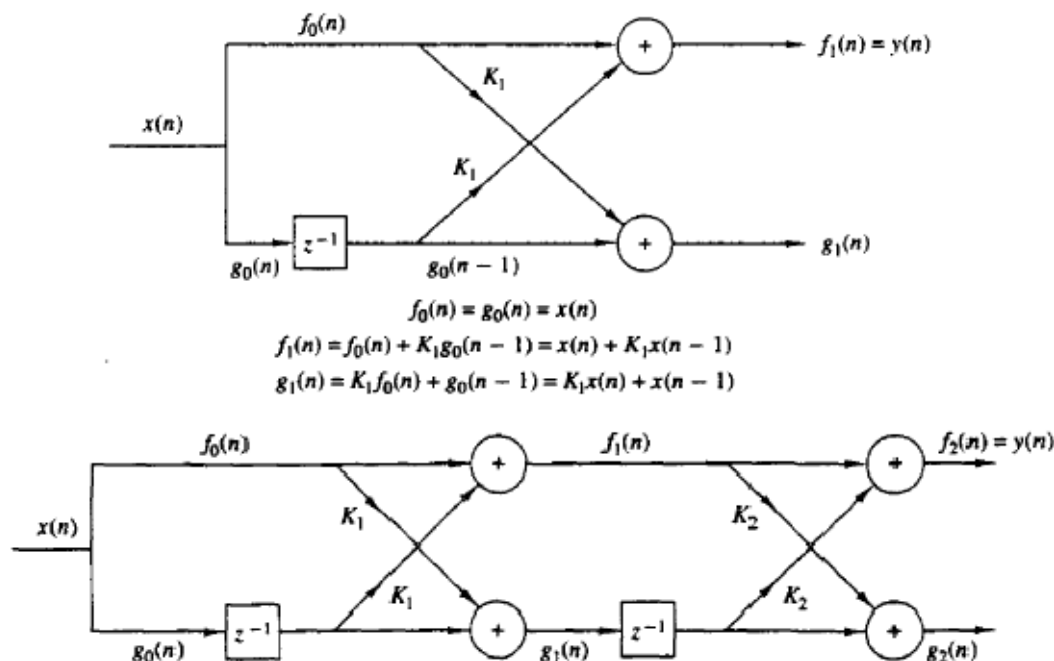 f₀(n)
+
f₁(n) = y(n)
K₁
x(n)
K₁
z⁻¹
+
g₁(n)
g₀(n)
g₀(n − 1)
f₀(n) = g₀(n) = x(n)
f₁(n) = f₀(n) + K₁g₀(n − 1) = x(n) + K₁x(n − 1)
g₁(n) = K₁f₀(n) + g₀(n − 1) = K₁x(n) + x(n − 1)
f₀(n)
+
f₁(n)
+
f₂(n) = y(n)
K₁
K₂
x(n)
K₁
K₂
z⁻¹
+
z⁻¹
+
g₀(n)
g₁(n)
g₂(n)